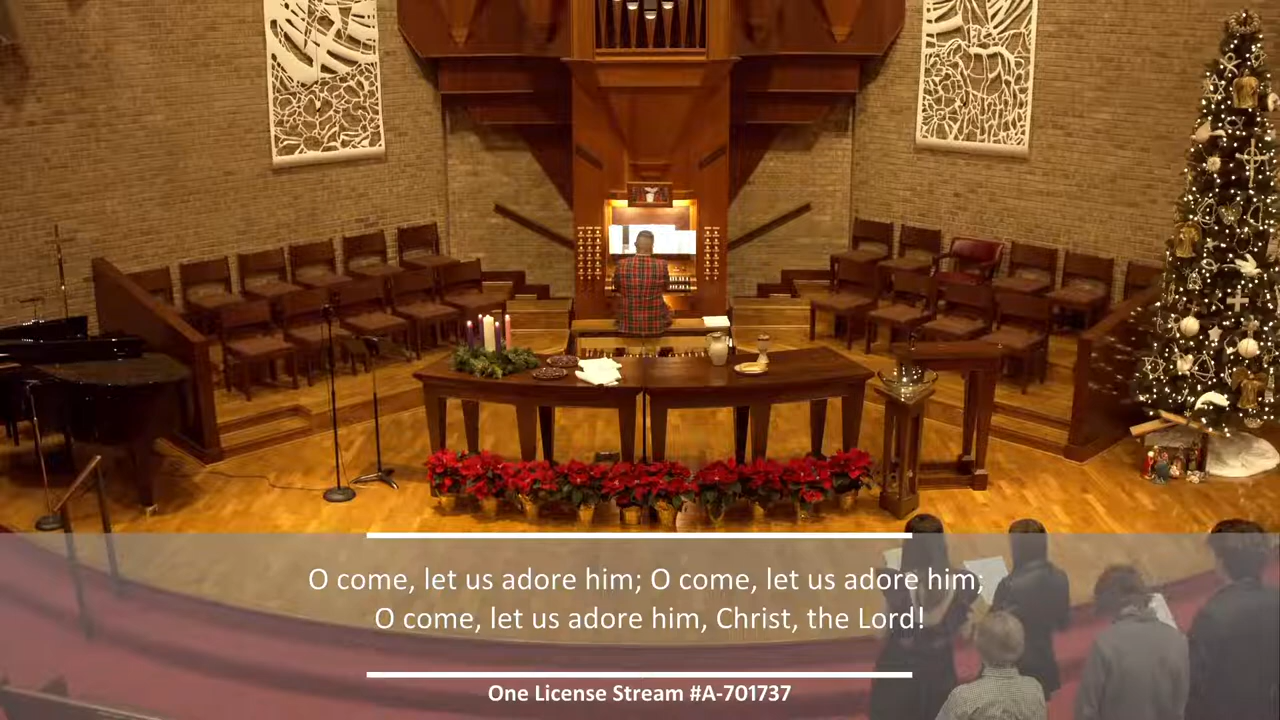 O come, let us adore him; O come, let us adore him;
O come, let us adore him, Christ, the Lord!
One License Stream #A-701737